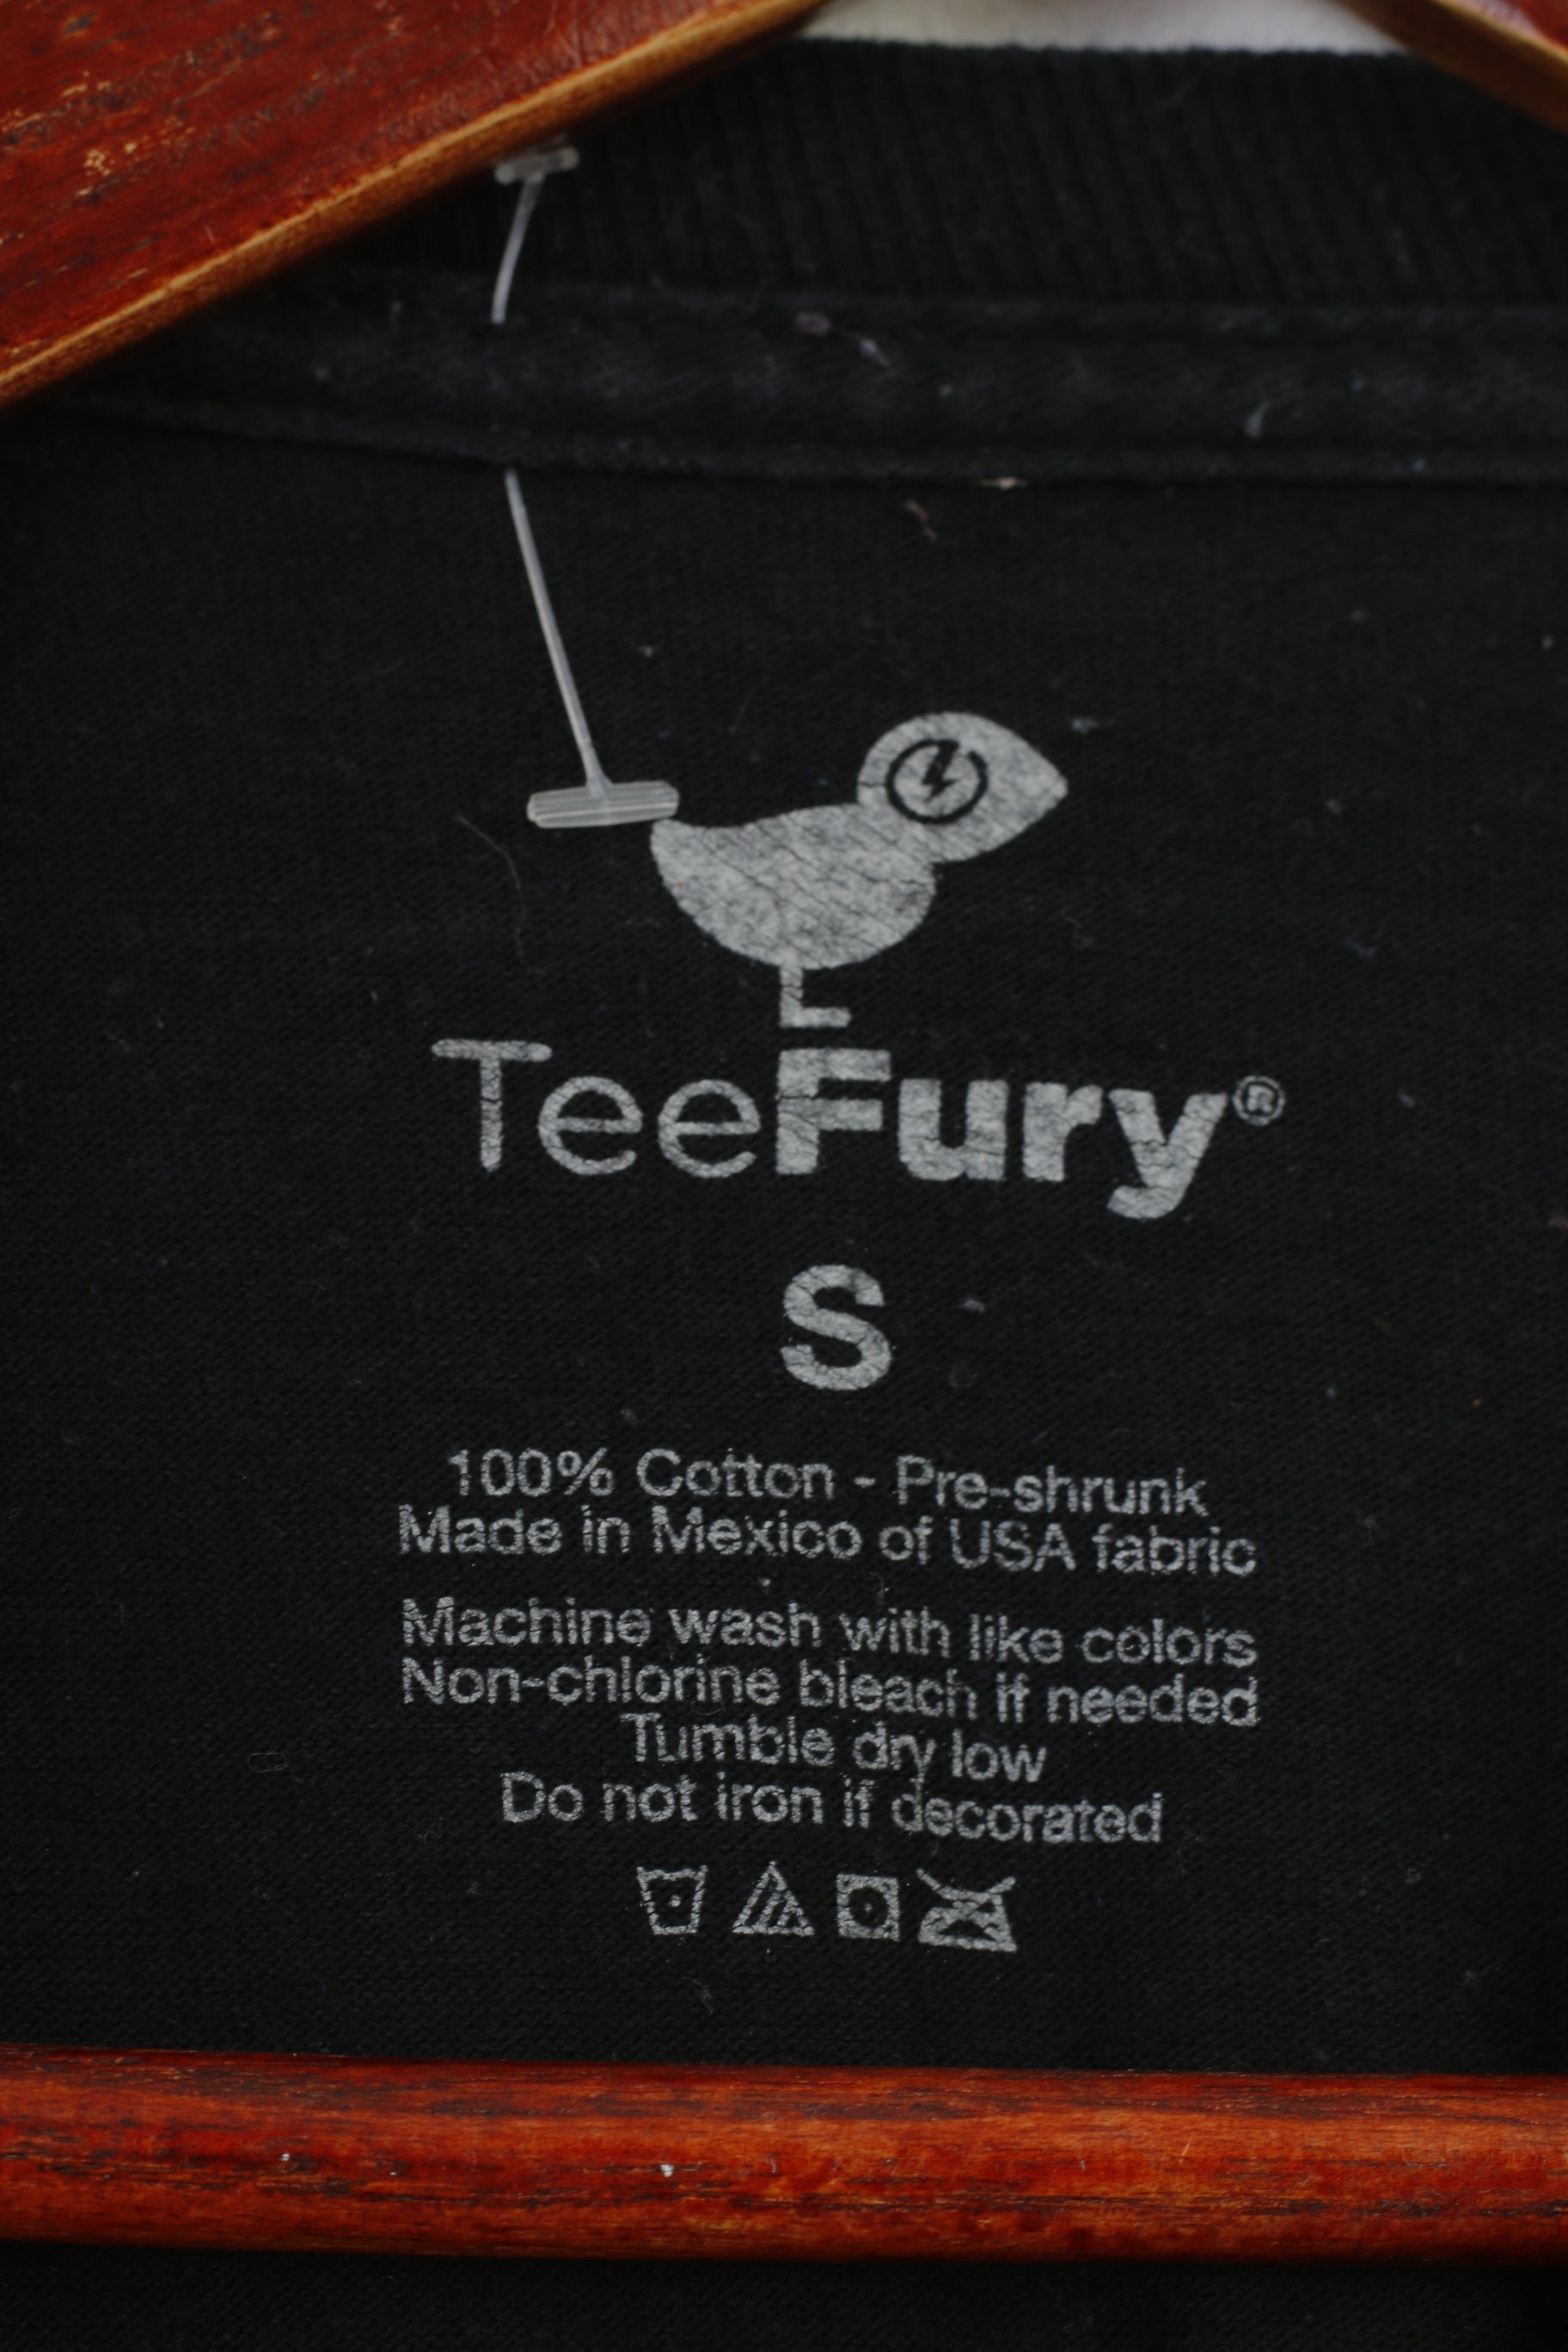 TeeFury®
S
100% Cotton - Pre-shrunk
Made in Mexico of USA fabric
Machine wash with like colors
Non-chlorine bleach if needed
Tumble dry low
Do not iron if decorated